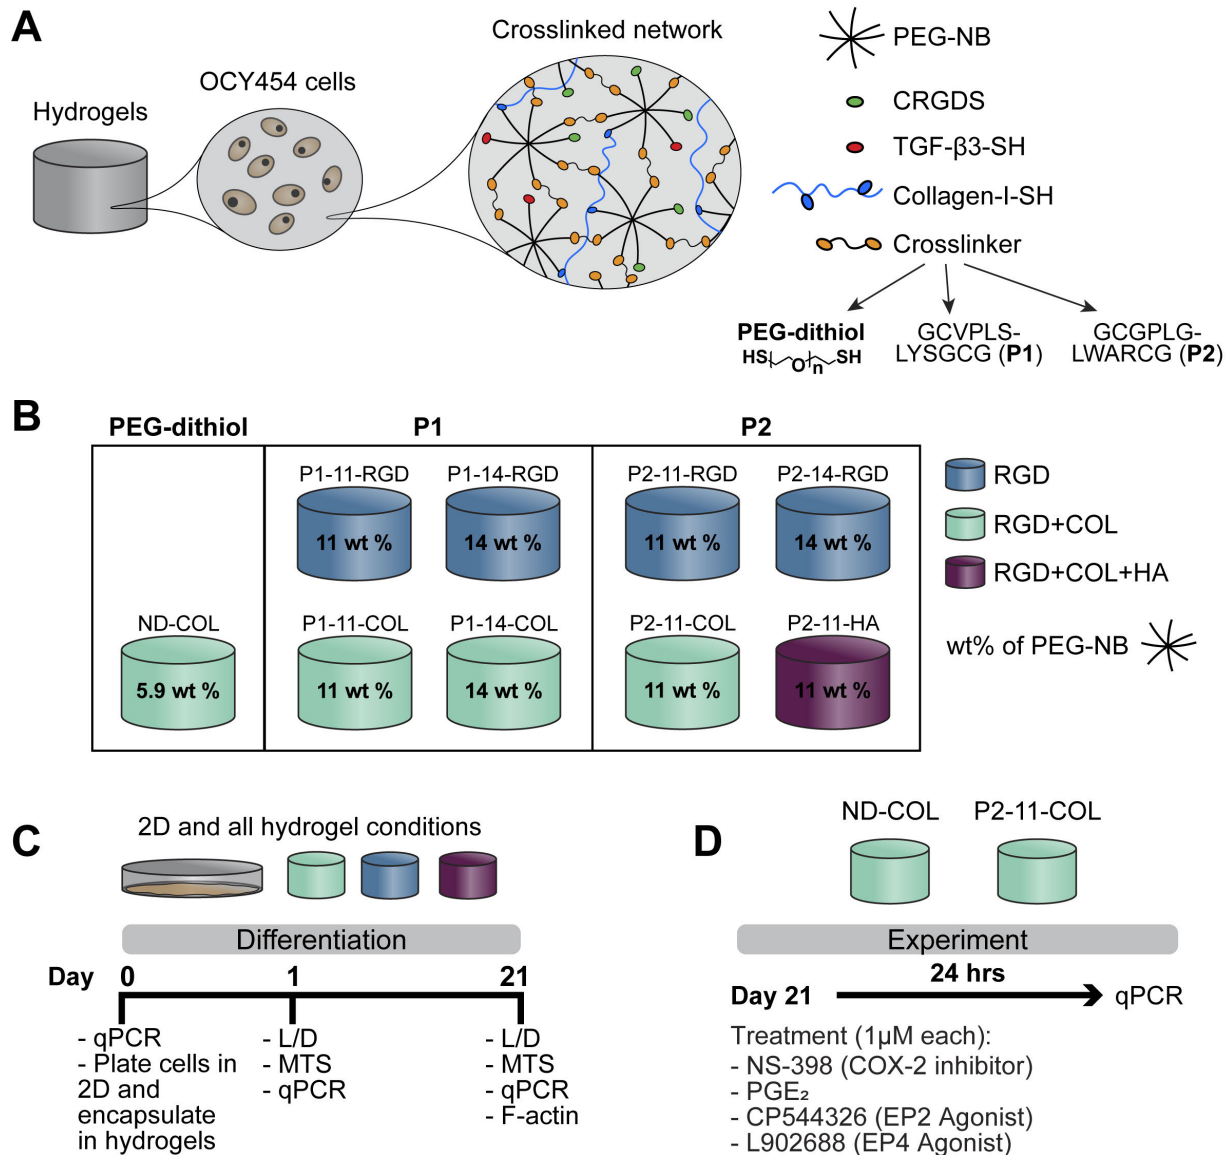 A
Crosslinked network
OCY454 cells
Hydrogels
PEG-NB
CRGDS
TGF-β3-SH
Collagen-I-SH
Crosslinker
PEG-dithiol
HS O n SH
GCVPLS-
LYSGCG (P1)
GCGPLG-
LWARCG (P2)
B
PEG-dithiol P1 P2
P1-11-RGD P1-14-RGD P2-11-RGD P2-14-RGD
11 wt % 14 wt % 11 wt % 14 wt %
ND-COL P1-11-COL P1-14-COL P2-11-COL P2-11-HA
5.9 wt % 11 wt % 14 wt % 11 wt % 11 wt %
RGD
RGD+COL
RGD+COL+HA
wt% of PEG-NB
C
2D and all hydrogel conditions
Differentiation
Day 0 1 21
- qPCR
- Plate cells in
2D and
encapsulate
in hydrogels
- L/D
- MTS
- qPCR
- L/D
- MTS
- qPCR
- F-actin
D
ND-COL P2-11-COL
Experiment
24 hrs
Day 21 qPCR
Treatment (1µM each):
- NS-398 (COX-2 inhibitor)
- PGE₂
- CP544326 (EP2 Agonist)
- L902688 (EP4 Agonist)